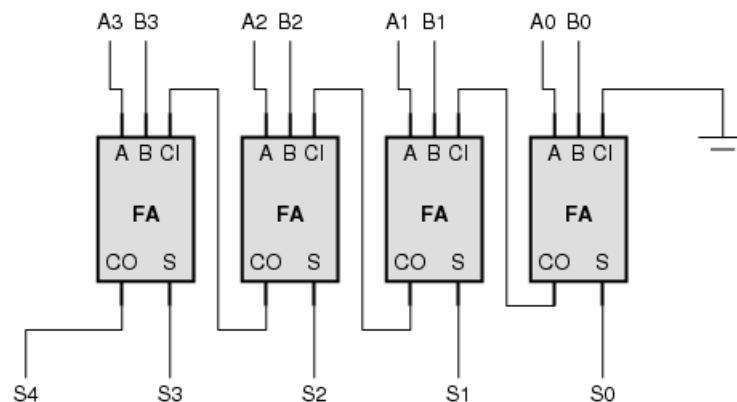 A3 B3 A2 B2 A1 B1 A0 B0
A B CI A B CI A B CI A B CI
FA FA FA FA
CO S CO S CO S CO S
S4 S3 S2 S1 S0